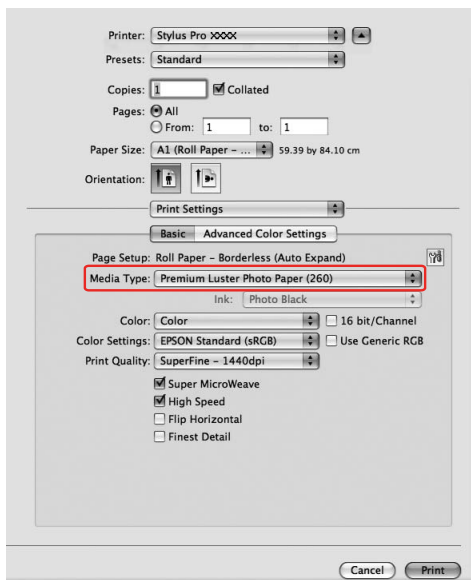 Printer: Stylus Pro XXXX
Presets: Standard
Copies: 1 Collated
Pages: All
From: 1 to: 1
Paper Size: A1 (Roll Paper – ... 59.39 by 84.10 cm
Orientation:
Print Settings
Basic Advanced Color Settings
Page Setup: Roll Paper – Borderless (Auto Expand)
Media Type: Premium Luster Photo Paper (260)
Ink: Photo Black
Color: Color 16 bit/Channel
Color Settings: EPSON Standard (sRGB) Use Generic RGB
Print Quality: SuperFine – 1440dpi
Super MicroWeave
High Speed
Flip Horizontal
Finest Detail
Cancel Print